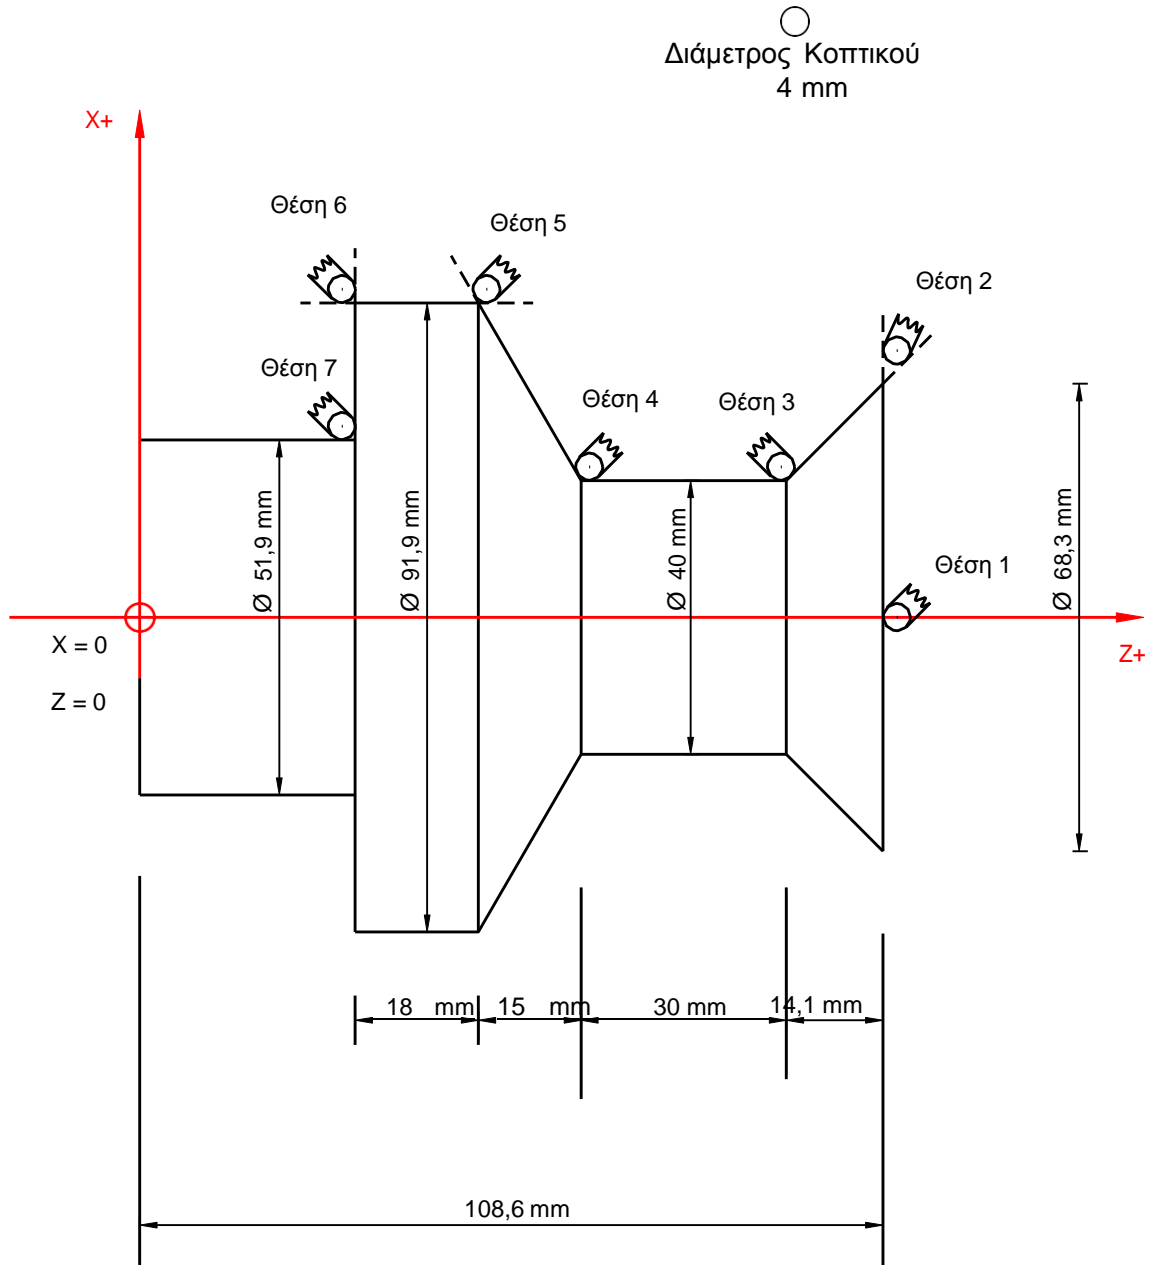 Διάμετρος Κοπτικού
4 mm
X+
Θέση 6
Θέση 5
Θέση 2
Θέση 7
Θέση 4
Θέση 3
Ø 51,9 mm
Ø 91,9 mm
Ø 40 mm
Ø 68,3 mm
Θέση 1
X = 0
Z+
Z = 0
18 mm
15 mm
30 mm
14,1 mm
108,6 mm